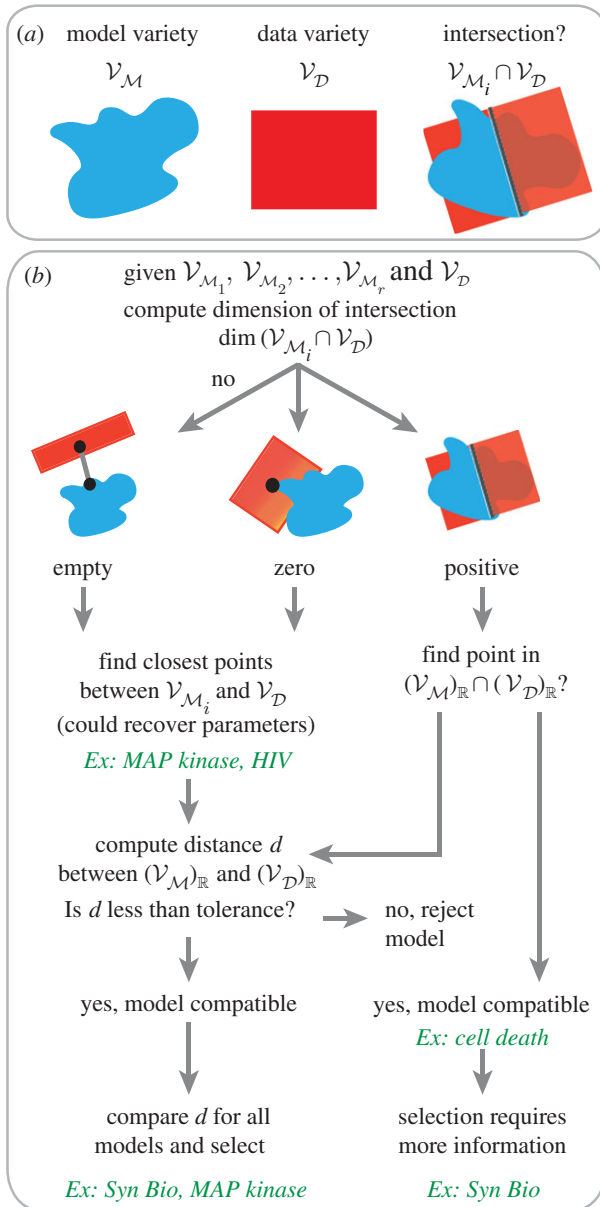 (a) model variety data variety intersection?
𝒱_ℳ 𝒱_𝒟 𝒱_ℳᵢ ∩ 𝒱_𝒟
(b) given 𝒱_ℳ₁, 𝒱_ℳ₂, . . . ,𝒱_ℳᵣ and 𝒱_𝒟
compute dimension of intersection
dim (𝒱_ℳᵢ ∩ 𝒱_𝒟)
no
empty zero positive
find closest points
between 𝒱_ℳᵢ and 𝒱_𝒟
(could recover parameters)
Ex: MAP kinase, HIV
find point in
(𝒱_ℳ)_ℝ ∩ (𝒱_𝒟)_ℝ?
compute distance d
between (𝒱_ℳ)_ℝ and (𝒱_𝒟)_ℝ
Is d less than tolerance?
no, reject
model
yes, model compatible
yes, model compatible
Ex: cell death
compare d for all
models and select
Ex: Syn Bio, MAP kinase
selection requires
more information
Ex: Syn Bio